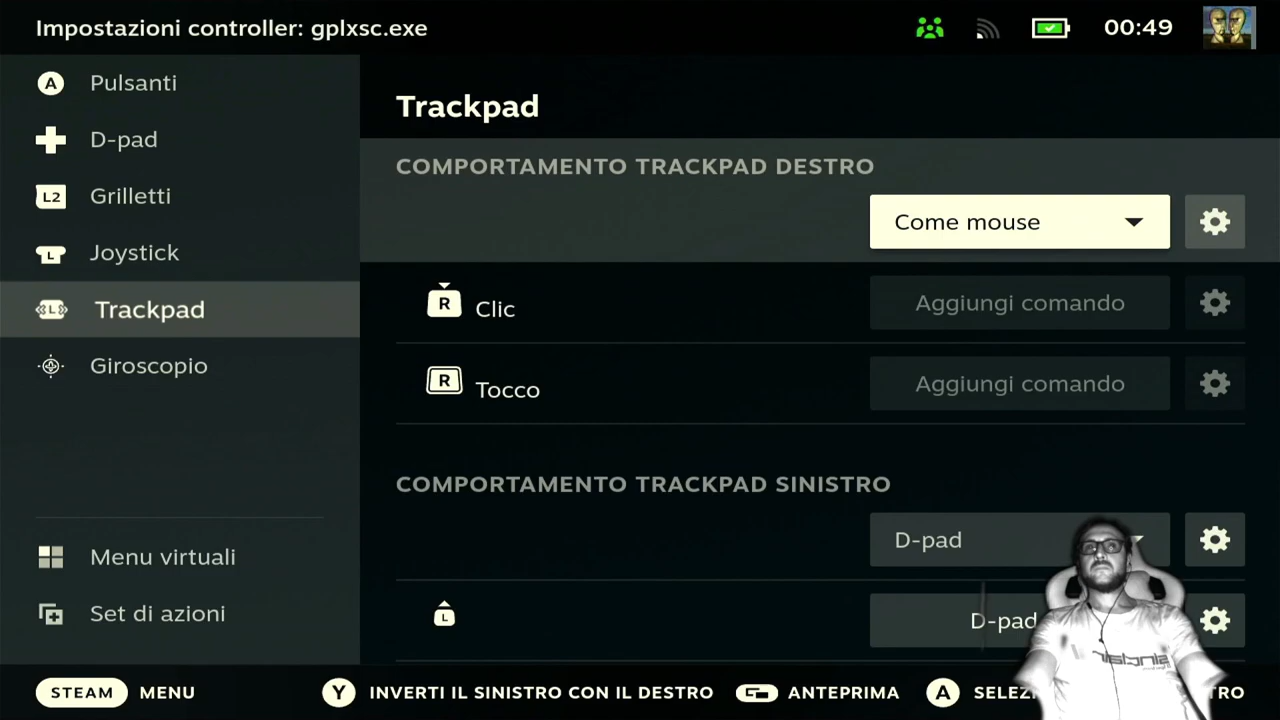 Impostazioni controller: gplxsc.exe
00:49
A Pulsanti
D-pad
L2 Grilletti
L Joystick
L Trackpad
Giroscopio
Menu virtuali
Set di azioni
Trackpad
COMPORTAMENTO TRACKPAD DESTRO
Come mouse
R Clic
Aggiungi comando
R Tocco
Aggiungi comando
COMPORTAMENTO TRACKPAD SINISTRO
D-pad
L
D-pad
STEAM MENU
Y INVERTI IL SINISTRO CON IL DESTRO
ANTEPRIMA
A